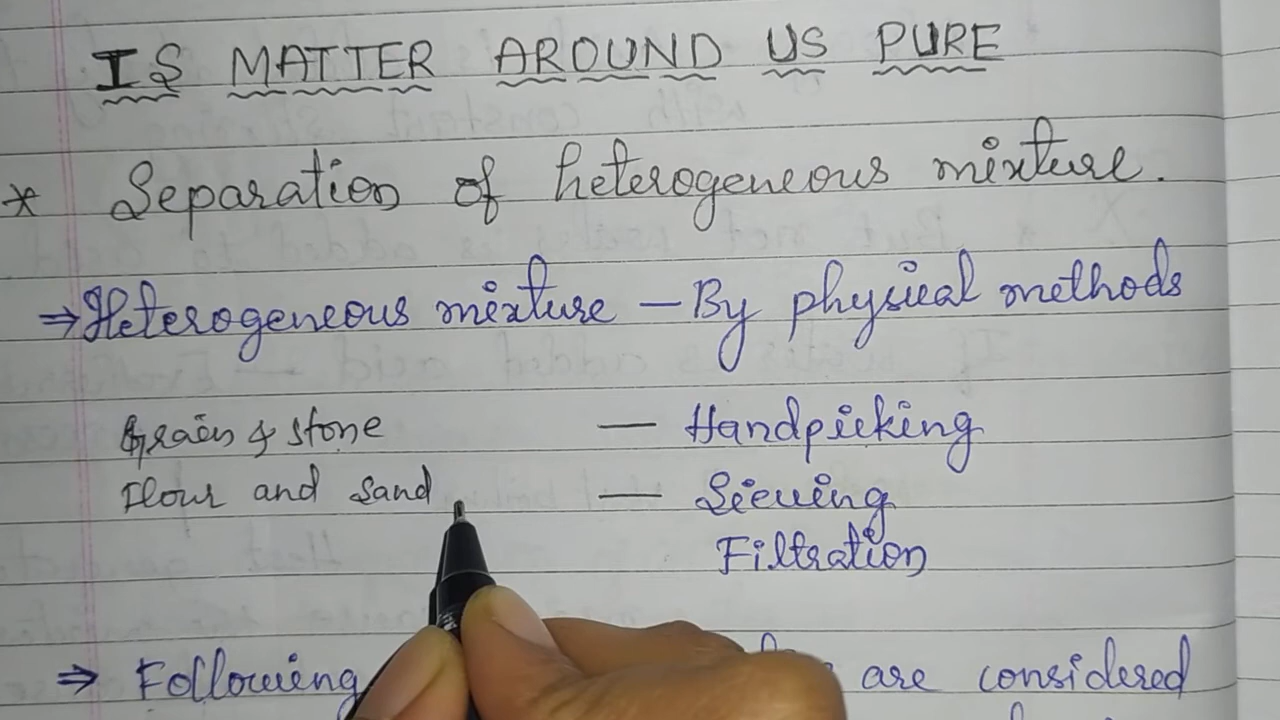 IS MATTER AROUND US PURE
* Separation of heterogeneous mixture.
⇒ Heterogeneous mixture — By physical methods
Grain & stone — Handpicking
Flour and sand — Sieving
Filtration
⇒ Following are considered